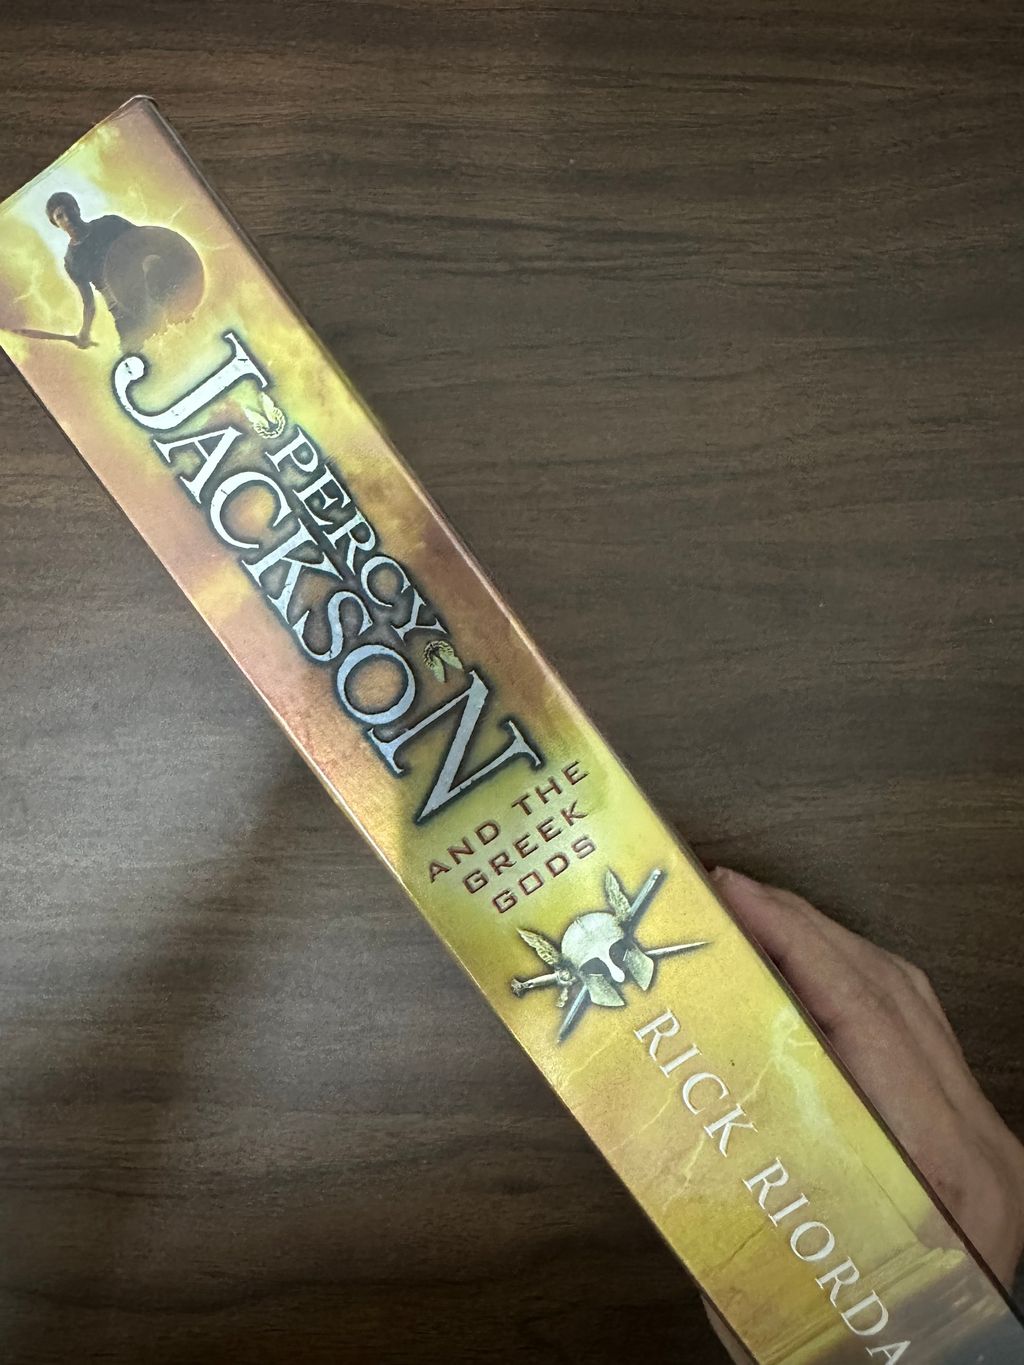 PERCY
JACKSON
AND THE
GREEK
GODS
RICK RIORDA